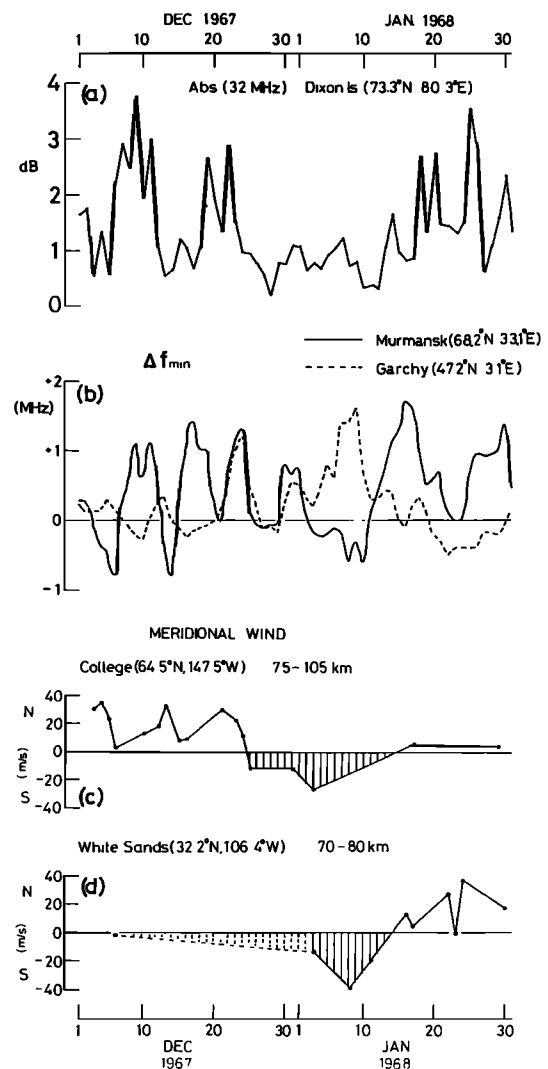 DEC 1967 JAN. 1968
1 10 20 30 1 10 20 30
(a) Abs (32 MHz) Dixon Is (73.3°N 80 3°E)
4
3
dB
2
1
0
Murmansk (68,2°N 33,1°E)
Δf min
Garchy (47 2°N 3 1°E)
(b)
+2
(MHz)
+1
0
-1
MERIDIONAL WIND
College (64 5°N, 147 5°W) 75-105 km
40
N
20
0
(m/s)
-20
S
-40
(c)
White Sands (32 2°N, 106 4°W) 70-80 km
(d)
40
N
20
0
(m/s)
-20
S
-40
1 10 20 30 1 10 20 30
DEC JAN
1967 1968